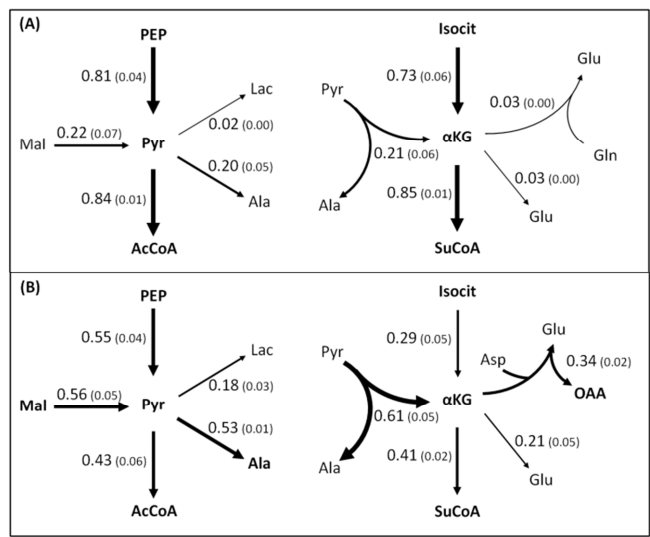 (A)
PEP
0.81 (0.04)
Lac
Mal
0.22 (0.07)
Pyr
0.02 (0.00)
0.20 (0.05)
Ala
0.84 (0.01)
AcCoA
Isocit
0.73 (0.06)
Glu
Pyr
0.03 (0.00)
αKG
0.21 (0.06)
Gln
Ala
0.85 (0.01)
0.03 (0.00)
Glu
SuCoA
(B)
PEP
0.55 (0.04)
Lac
Mal
0.56 (0.05)
Pyr
0.18 (0.03)
0.53 (0.01)
Ala
0.43 (0.06)
AcCoA
Isocit
0.29 (0.05)
Glu
Pyr
Asp
0.34 (0.02)
αKG
OAA
0.61 (0.05)
Ala
0.41 (0.02)
0.21 (0.05)
Glu
SuCoA